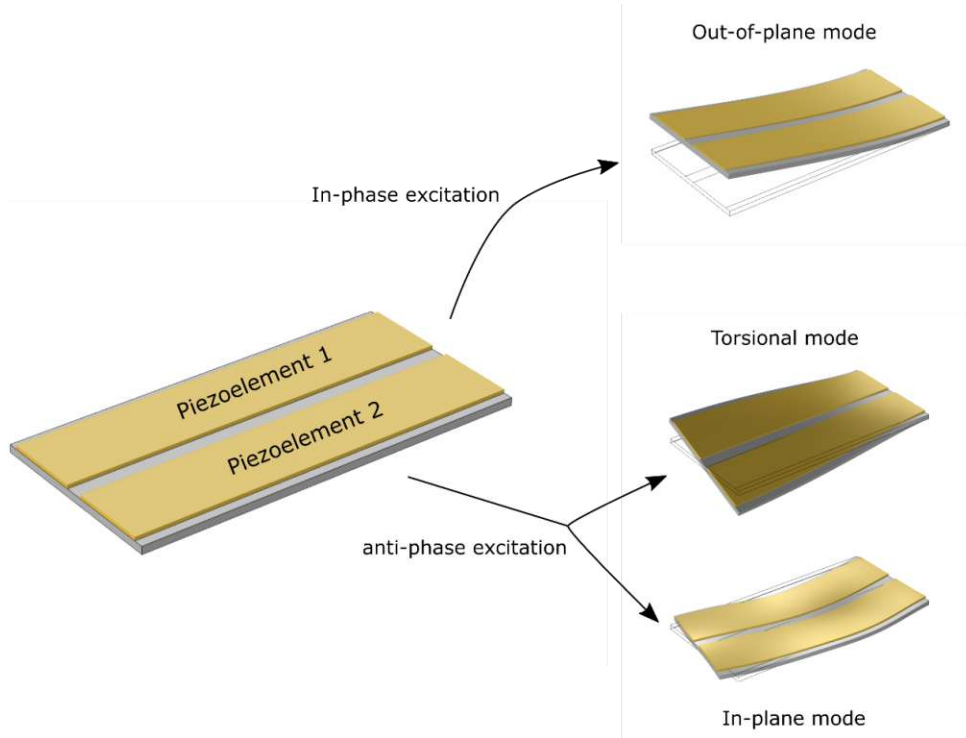 Out-of-plane mode
In-phase excitation
Torsional mode
Piezoelement 1
Piezoelement 2
anti-phase excitation
In-plane mode